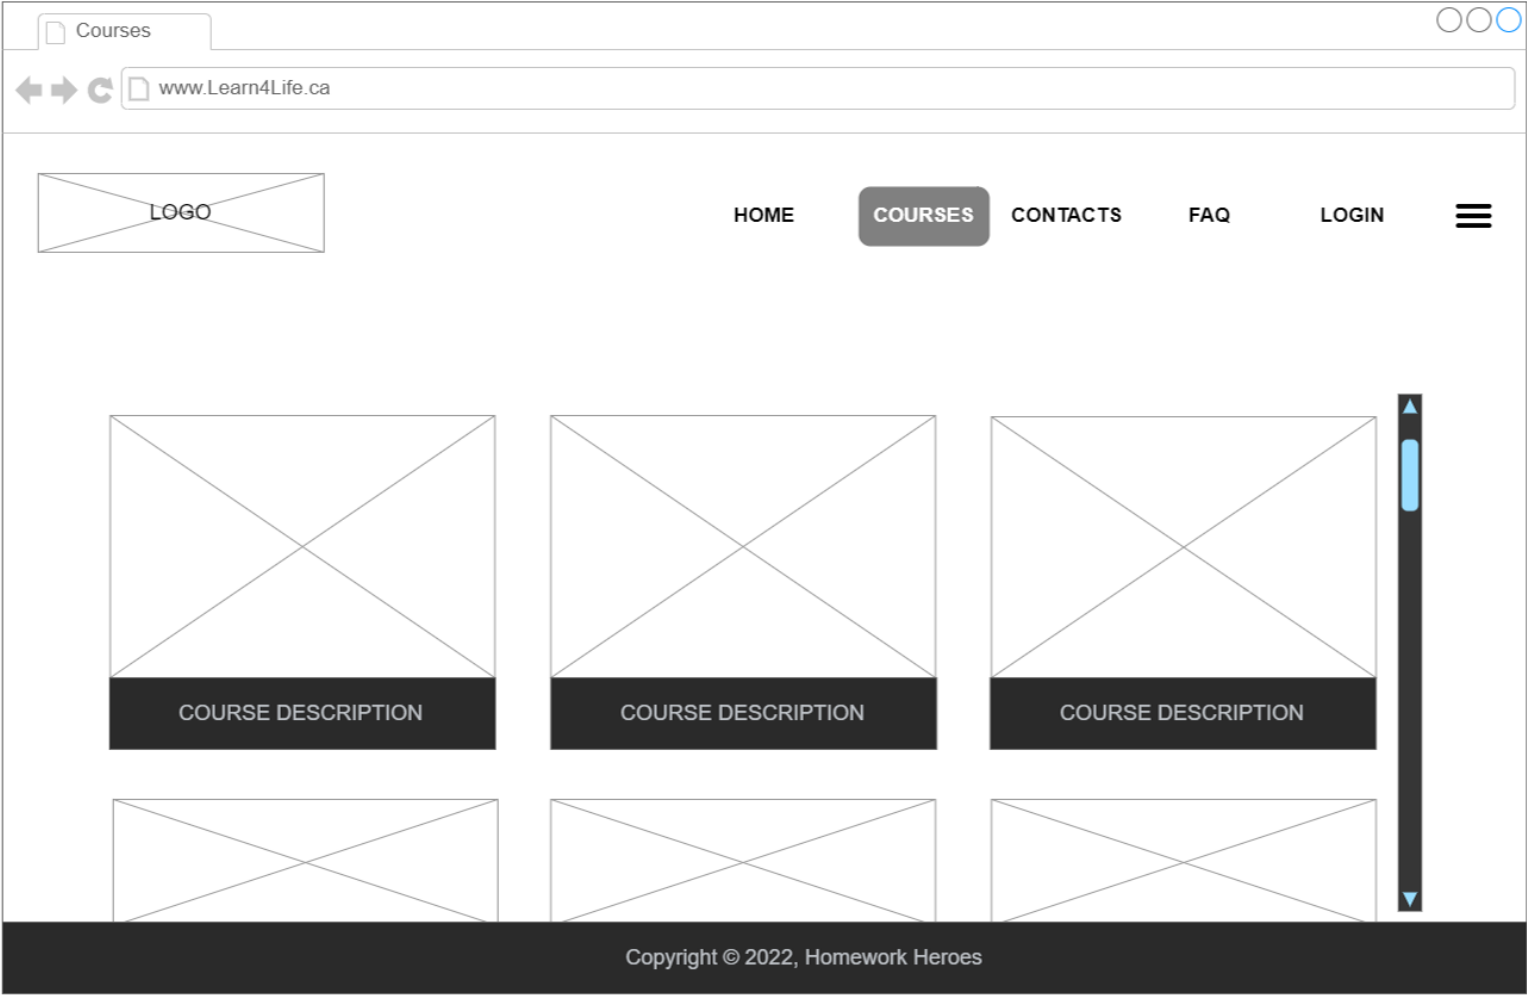 Courses
www.Learn4Life.ca
LOGO
HOME COURSES CONTACTS FAQ LOGIN
COURSE DESCRIPTION COURSE DESCRIPTION COURSE DESCRIPTION
Copyright © 2022, Homework Heroes